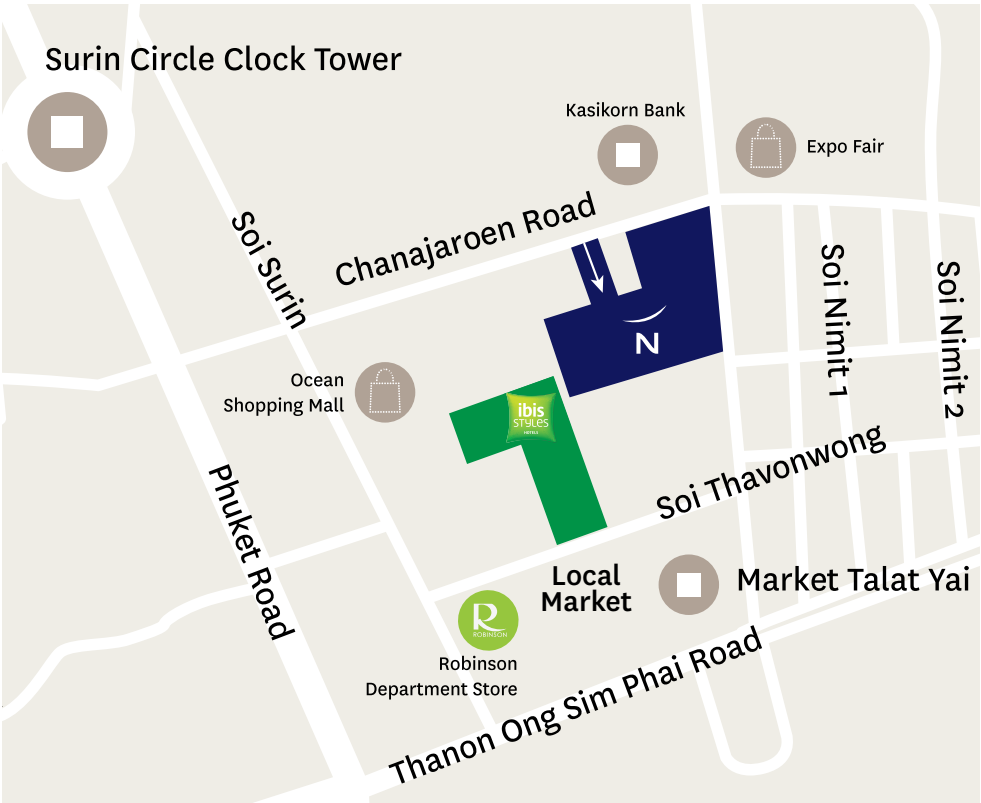 Surin Circle Clock Tower
Kasikorn Bank
Expo Fair
Soi Surin
Chanajaroen Road
Soi Nimit 1
Soi Nimit 2
N
Ocean
Shopping Mall
ibis
STYLES
HOTELS
Phuket Road
Soi Thavonwong
Local
Market
Market Talat Yai
R
ROBINSON
Robinson
Department Store
Thanon Ong Sim Phai Road